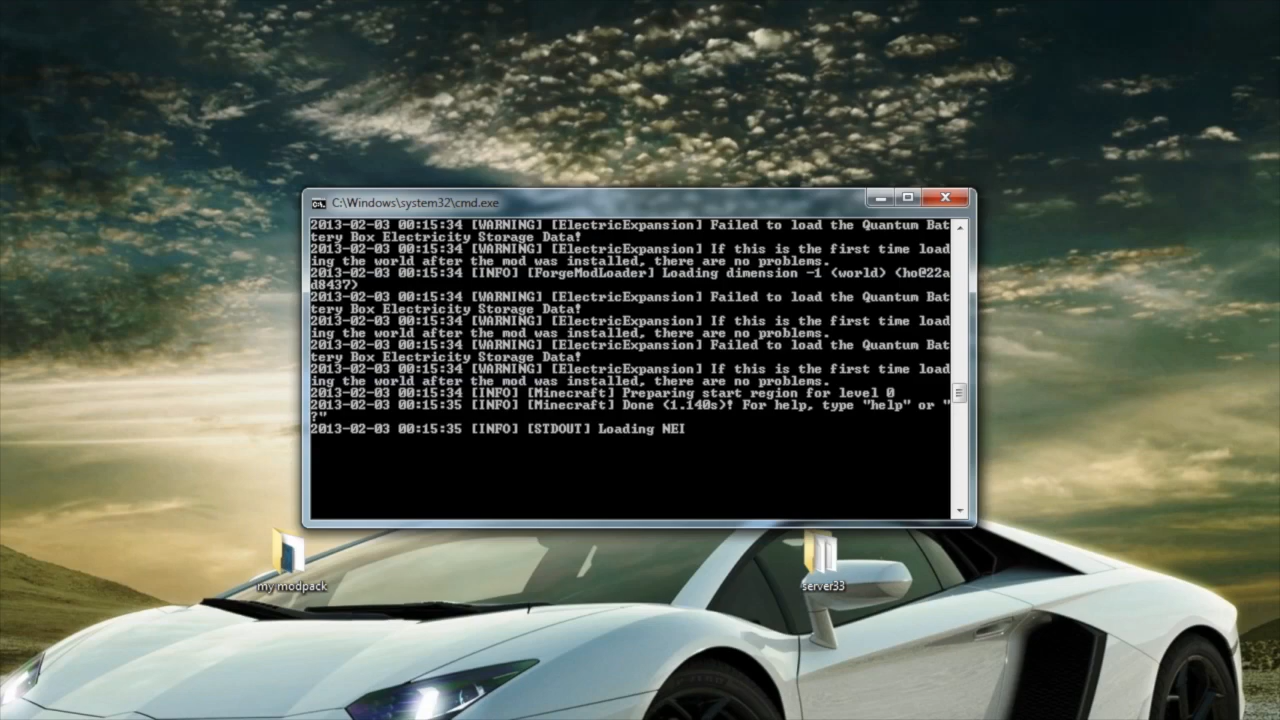 C:\Windows\system32\cmd.exe
2013-02-03 00:15:34 [WARNING] [ElectricExpansion] Failed to load the Quantum Bat
tery Box Electricity Storage Data!
2013-02-03 00:15:34 [WARNING] [ElectricExpansion] If this is the first time load
ing the world after the mod was installed, there are no problems.
2013-02-03 00:15:34 [INFO] [ForgeModLoader] Loading dimension -1 (world) (ho@22a
d8437)
2013-02-03 00:15:34 [WARNING] [ElectricExpansion] Failed to load the Quantum Bat
tery Box Electricity Storage Data!
2013-02-03 00:15:34 [WARNING] [ElectricExpansion] If this is the first time load
ing the world after the mod was installed, there are no problems.
2013-02-03 00:15:34 [WARNING] [ElectricExpansion] Failed to load the Quantum Bat
tery Box Electricity Storage Data!
2013-02-03 00:15:34 [WARNING] [ElectricExpansion] If this is the first time load
ing the world after the mod was installed, there are no problems.
2013-02-03 00:15:34 [INFO] [Minecraft] Preparing start region for level 0
2013-02-03 00:15:35 [INFO] [Minecraft] Done (1.140s)! For help, type "help" or "
?"
2013-02-03 00:15:35 [INFO] [STDOUT] Loading NEI
my modpack
server33